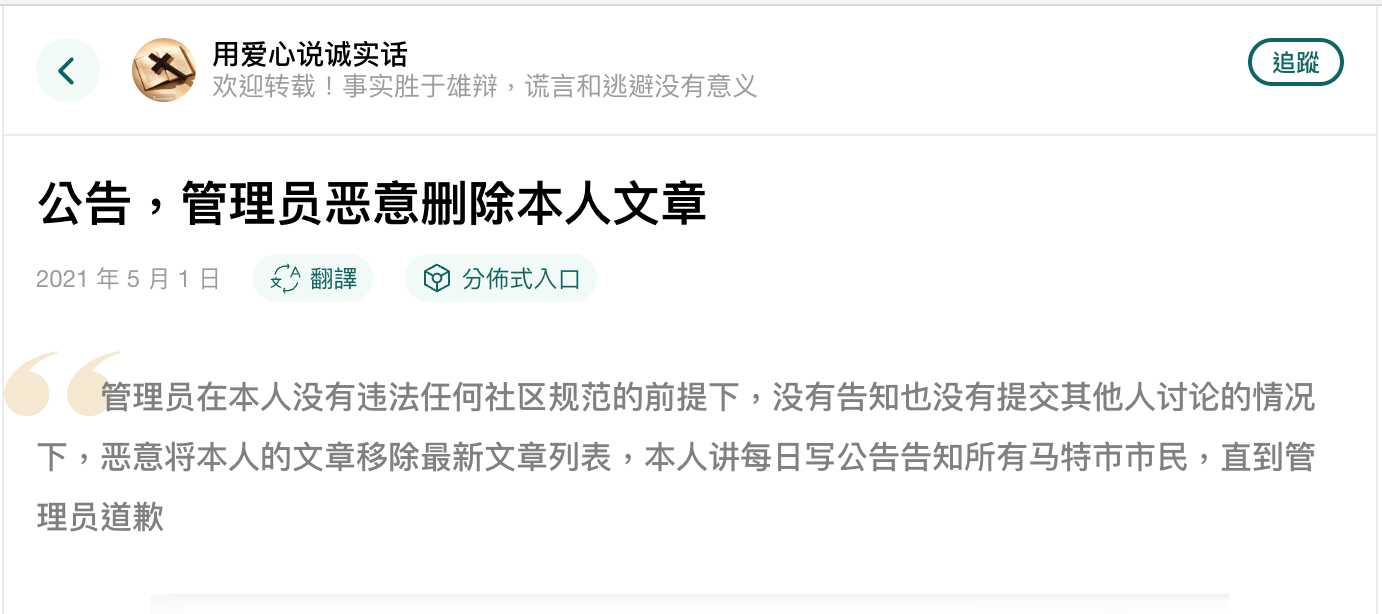 用爱心说诚实话
欢迎转载！事实胜于雄辩，谎言和逃避没有意义
追蹤
公告，管理员恶意删除本人文章
2021 年 5 月 1 日
翻譯
分佈式入口
管理员在本人没有违法任何社区规范的前提下，没有告知也没有提交其他人讨论的情况
下，恶意将本人的文章移除最新文章列表，本人讲每日写公告告知所有马特市市民，直到管
理员道歉